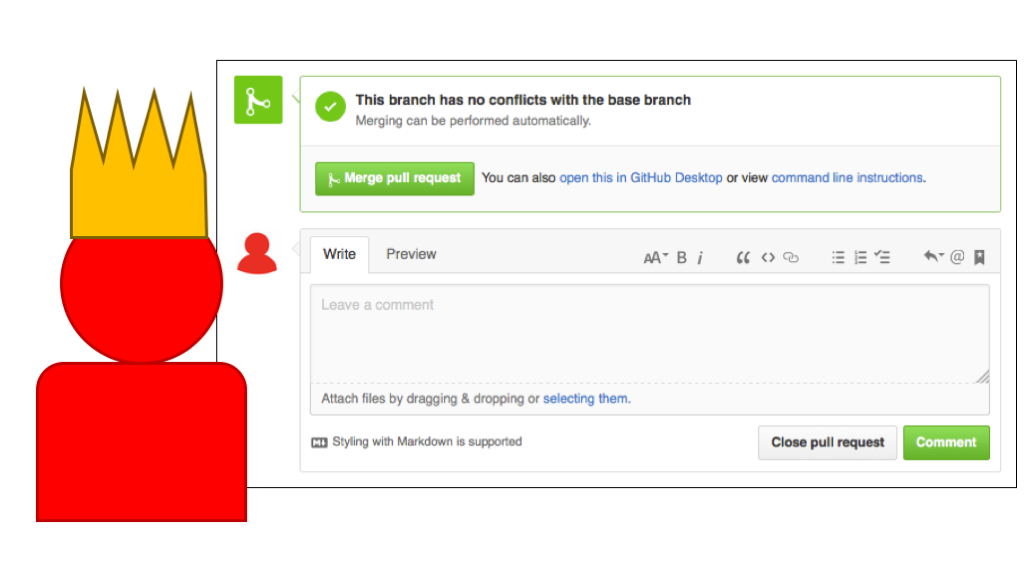 This branch has no conflicts with the base branch
Merging can be performed automatically.
Merge pull request You can also open this in GitHub Desktop or view command line instructions.
Write Preview AA B i “ <> @
Leave a comment
Attach files by dragging & dropping or selecting them.
M Styling with Markdown is supported Close pull request Comment